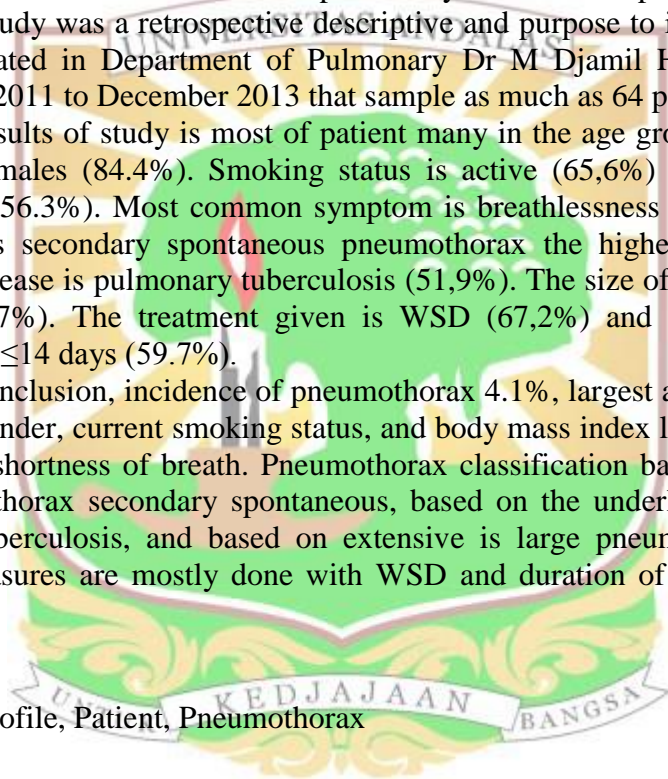 udy was a retrospective descriptive and purpose to i
UNIVERSITAS ANDALAS
ated in Department of Pulmonary Dr M Djamil H
2011 to December 2013 that sample as much as 64 p
sults of study is most of patient many in the age gro
males (84.4%). Smoking status is active (65,6%)
56.3%). Most common symptom is breathlessness
s secondary spontaneous pneumothorax the highe
ease is pulmonary tuberculosis (51,9%). The size of
7%). The treatment given is WSD (67,2%) and
≤14 days (59.7%).
nclusion, incidence of pneumothorax 4.1%, largest a
nder, current smoking status, and body mass index l
shortness of breath. Pneumothorax classification ba
thorax secondary spontaneous, based on the underl
berculosis, and based on extensive is large pneum
sures are mostly done with WSD and duration of
UNTUK KEDJAJAAN BANGSA
ofile, Patient, Pneumothorax